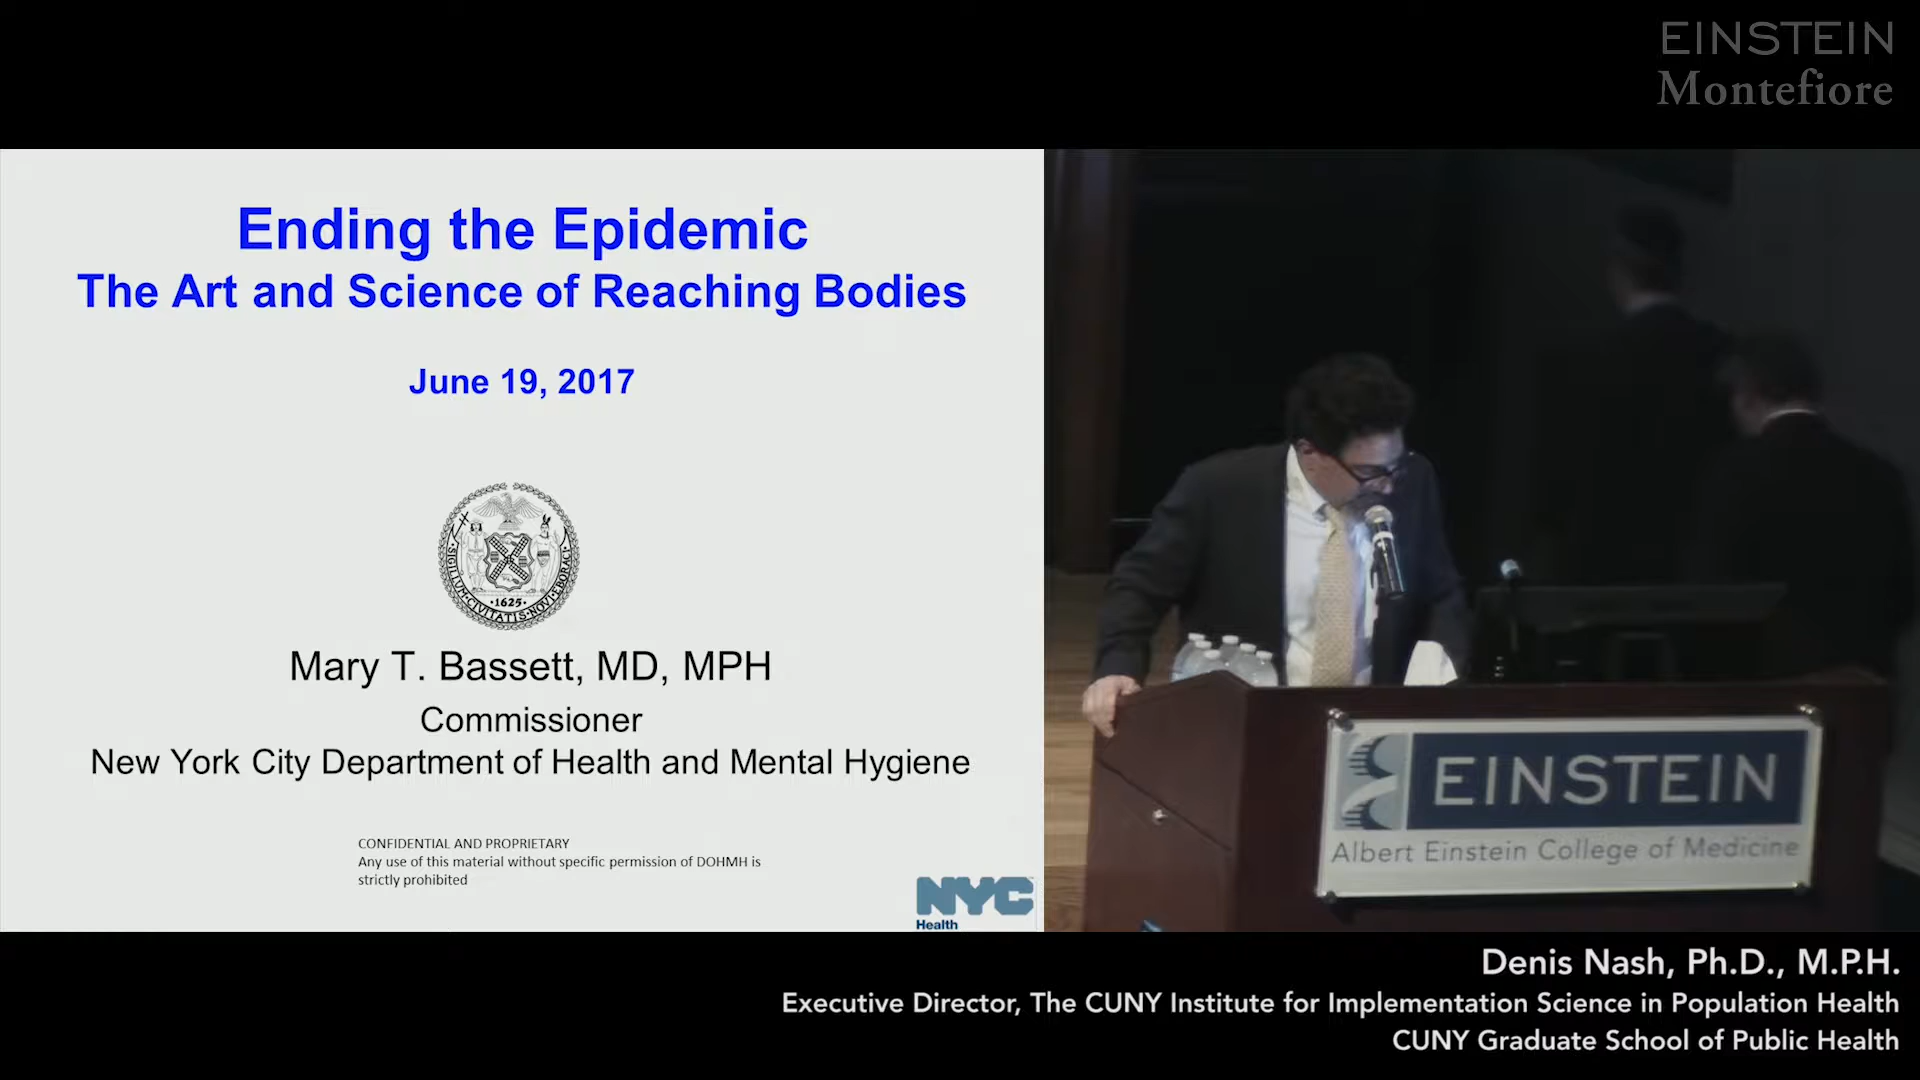 EINSTEIN
Montefiore
Ending the Epidemic
The Art and Science of Reaching Bodies
June 19, 2017
SIGILLUM CIVITATIS NOVI EBORACI
1625
Mary T. Bassett, MD, MPH
Commissioner
New York City Department of Health and Mental Hygiene
CONFIDENTIAL AND PROPRIETARY
Any use of this material without specific permission of DOHMH is
strictly prohibited
NYC
Health
EINSTEIN
Albert Einstein College of Medicine
Denis Nash, Ph.D., M.P.H.
Executive Director, The CUNY Institute for Implementation Science in Population Health
CUNY Graduate School of Public Health